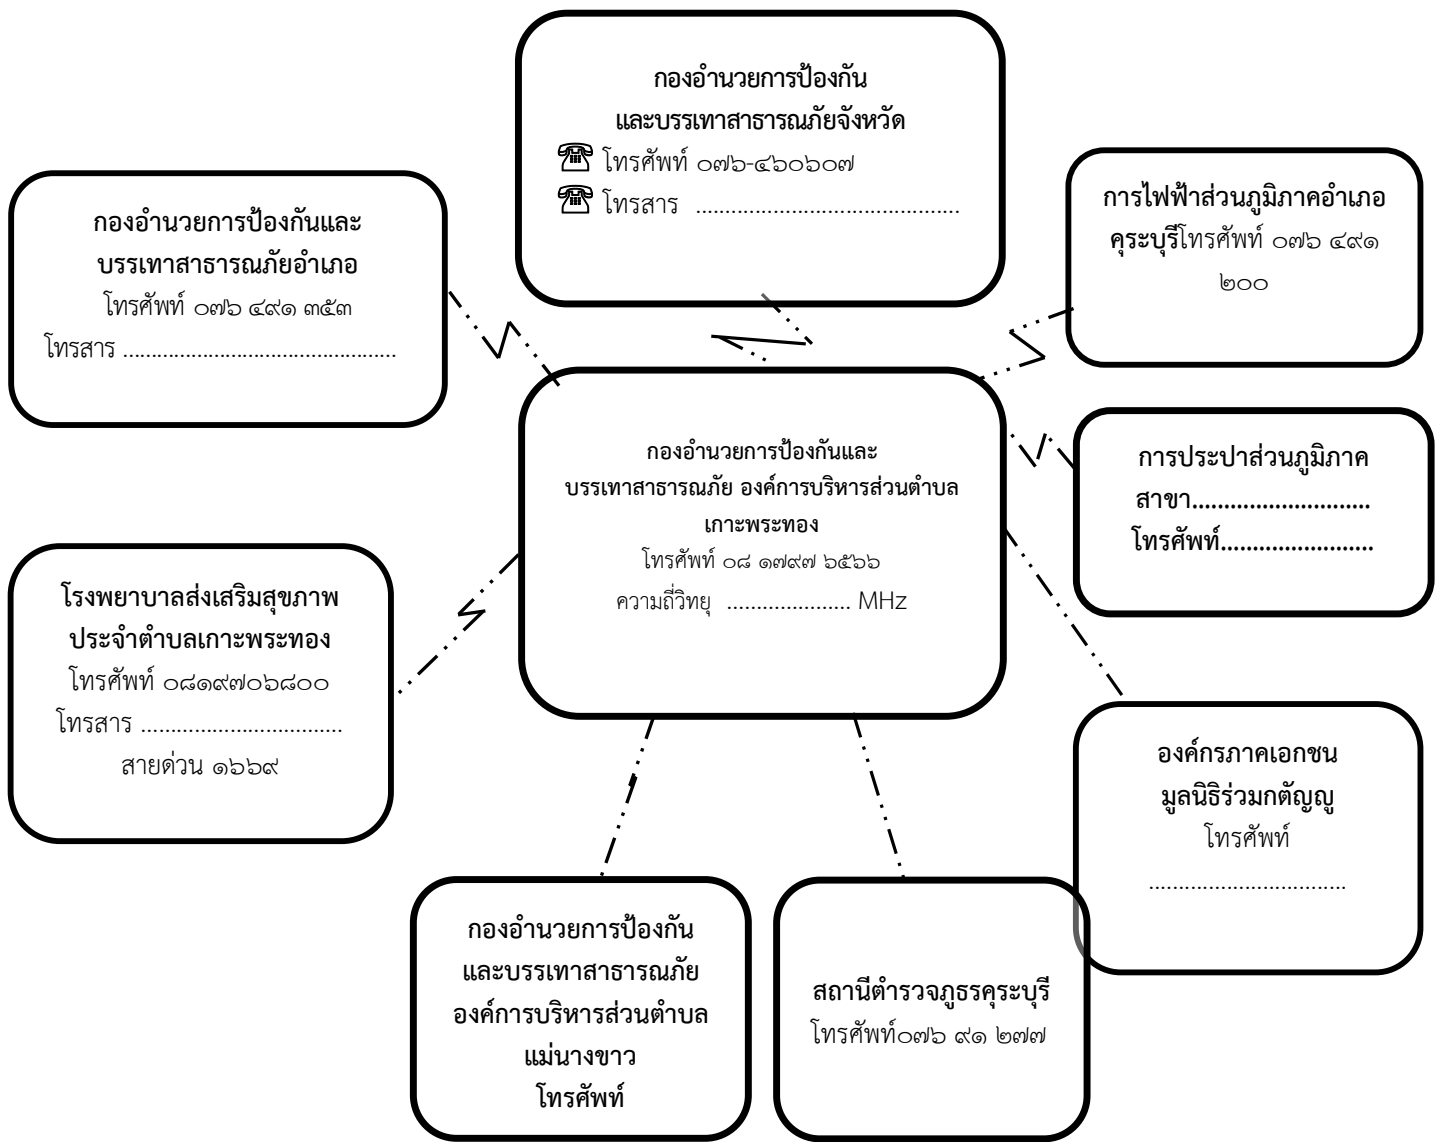 กองอำนวยการป้องกัน
และบรรเทาสาธารณภัยจังหวัด
โทรศัพท์ ๐๗๖-๔๖๐๖๐๗
โทรสาร .............................................
กองอำนวยการป้องกันและ
บรรเทาสาธารณภัยอำเภอ
โทรศัพท์ ๐๗๖ ๔๙๑ ๓๕๓
โทรสาร ................................................
การไฟฟ้าส่วนภูมิภาคอำเภอ
คุระบุรีโทรศัพท์ ๐๗๖ ๔๙๑
๒๐๐
กองอำนวยการป้องกันและ
บรรเทาสาธารณภัย องค์การบริหารส่วนตำบล
เกาะพระทอง
โทรศัพท์ ๐๘ ๑๗๙๗ ๖๕๖๖
ความถี่วิทยุ ..................... MHz
การประปาส่วนภูมิภาค
สาขา............................
โทรศัพท์........................
โรงพยาบาลส่งเสริมสุขภาพ
ประจำตำบลเกาะพระทอง
โทรศัพท์ ๐๘๑๙๗๐๖๘๐๐
โทรสาร ..................................
สายด่วน ๑๖๖๙
องค์กรภาคเอกชน
มูลนิธิร่วมกตัญญู
โทรศัพท์
..................................
กองอำนวยการป้องกัน
และบรรเทาสาธารณภัย
องค์การบริหารส่วนตำบล
แม่นางขาว
โทรศัพท์
สถานีตำรวจภูธรคุระบุรี
โทรศัพท์๐๗๖ ๙๑ ๒๗๗